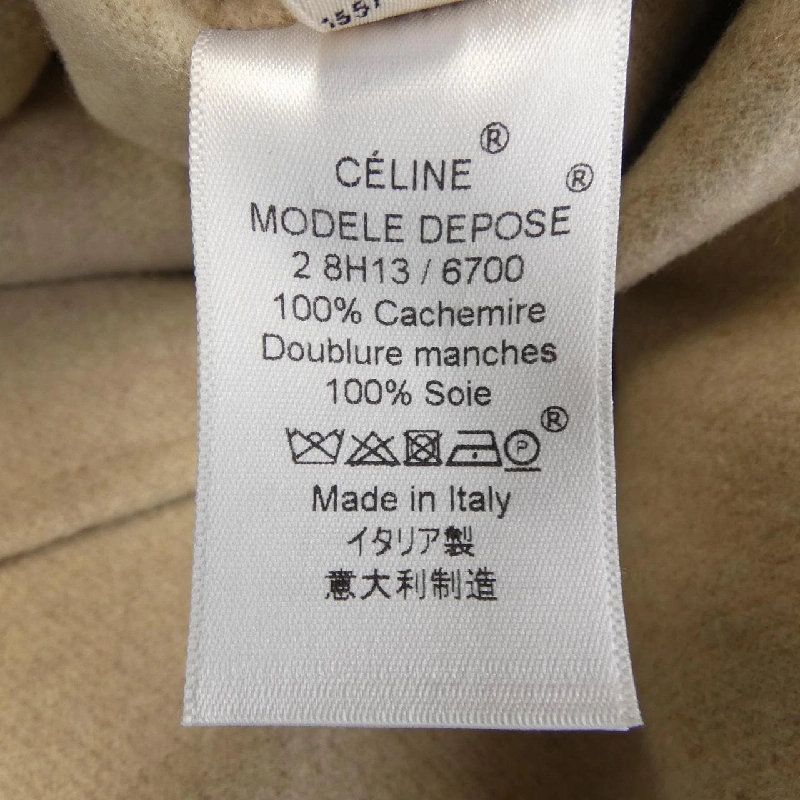 1557
CÉLINE®
MODELE DEPOSE®
2 8H13 / 6700
100% Cachemire
Doublure manches
100% Soie
P ®
Made in Italy
イタリア製
意大利制造